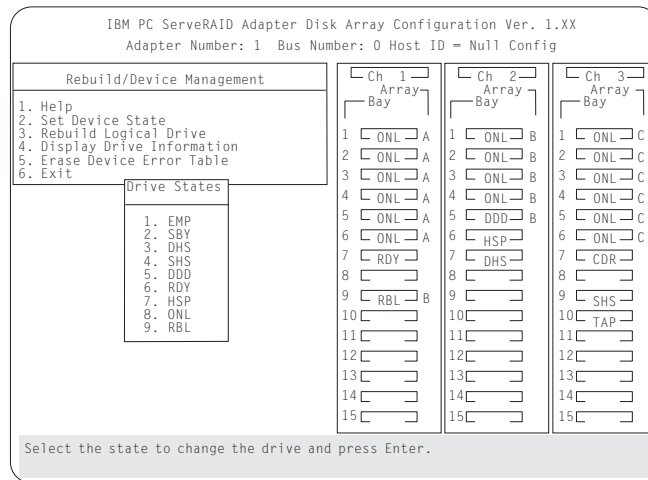 IBM PC ServeRAID Adapter Disk Array Configuration Ver. 1.XX
Adapter Number: 1 Bus Number: 0 Host ID = Null Config
Rebuild/Device Management
1. Help
2. Set Device State
3. Rebuild Logical Drive
4. Display Drive Information
5. Erase Device Error Table
6. Exit
Drive States
1. EMP
2. SBY
3. DHS
4. SHS
5. DDD
6. RDY
7. HSP
8. ONL
9. RBL
Ch 1
Array
Bay
1 ONL A
2 ONL A
3 ONL A
4 ONL A
5 ONL A
6 ONL A
7 RDY
8
9 RBL B
10
11
12
13
14
15
Ch 2
Array
Bay
1 ONL B
2 ONL B
3 ONL B
4 ONL B
5 DDD B
6 HSP
7 DHS
8
9
10
11
12
13
14
15
Ch 3
Array
Bay
1 ONL C
2 ONL C
3 ONL C
4 ONL C
5 ONL C
6 ONL C
7 CDR
8
9 SHS
10 TAP
11
12
13
14
15
Select the state to change the drive and press Enter.